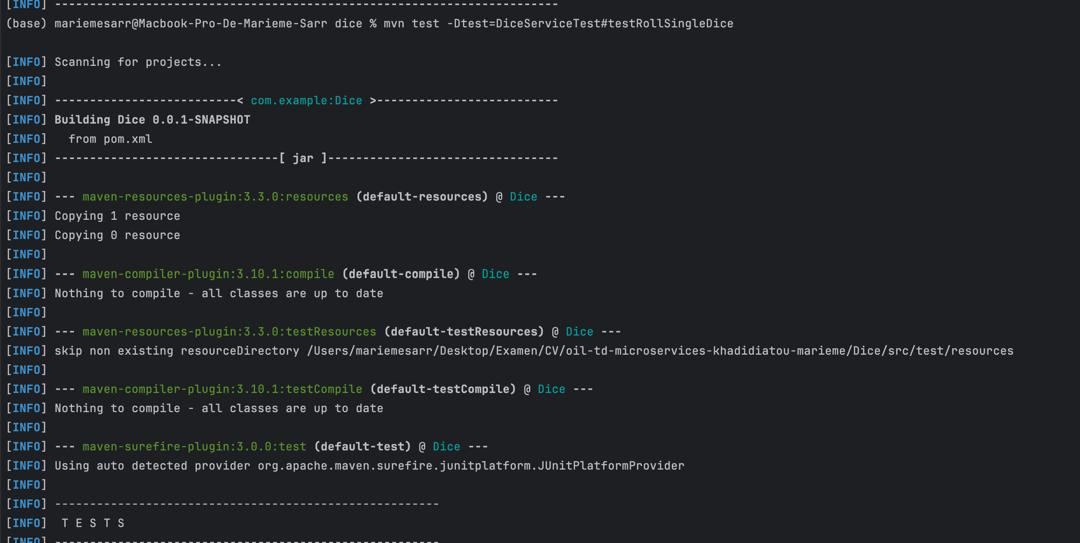 [INFO] ------------------------------------------------------------------------
(base) mariemesarr@Macbook-Pro-De-Marieme-Sarr dice % mvn test -Dtest=DiceServiceTest#testRollSingleDice
[INFO] Scanning for projects...
[INFO]
[INFO] --------------------------< com.example:Dice >--------------------------
[INFO] Building Dice 0.0.1-SNAPSHOT
[INFO]   from pom.xml
[INFO] --------------------------------[ jar ]---------------------------------
[INFO]
[INFO] --- maven-resources-plugin:3.3.0:resources (default-resources) @ Dice ---
[INFO] Copying 1 resource
[INFO] Copying 0 resource
[INFO]
[INFO] --- maven-compiler-plugin:3.10.1:compile (default-compile) @ Dice ---
[INFO] Nothing to compile - all classes are up to date
[INFO]
[INFO] --- maven-resources-plugin:3.3.0:testResources (default-testResources) @ Dice ---
[INFO] skip non existing resourceDirectory /Users/mariemesarr/Desktop/Examen/CV/oil-td-microservices-khadidiatou-marieme/Dice/src/test/resources
[INFO]
[INFO] --- maven-compiler-plugin:3.10.1:testCompile (default-testCompile) @ Dice ---
[INFO] Nothing to compile - all classes are up to date
[INFO]
[INFO] --- maven-surefire-plugin:3.0.0:test (default-test) @ Dice ---
[INFO] Using auto detected provider org.apache.maven.surefire.junitplatform.JUnitPlatformProvider
[INFO]
[INFO] -------------------------------------------------------
[INFO]  T E S T S
[INFO] -------------------------------------------------------